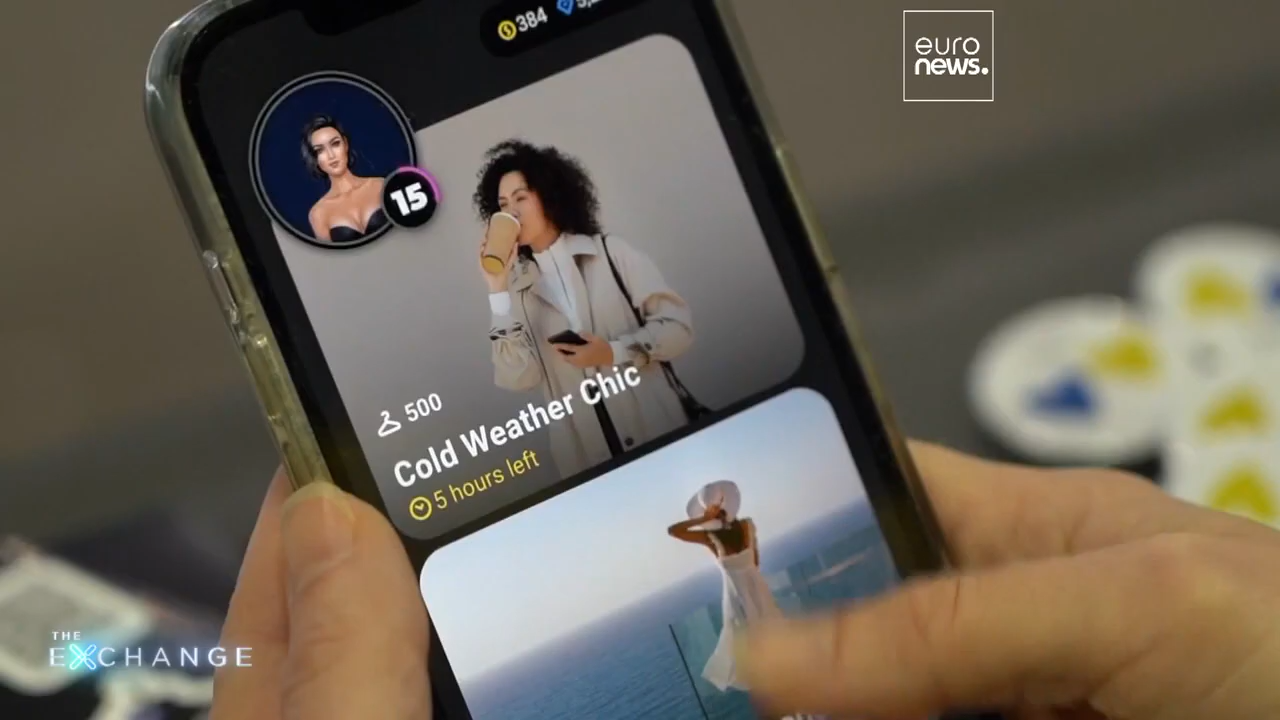 384
euro
news.
15
500
Cold Weather Chic
5 hours left
THE
EXCHANGE